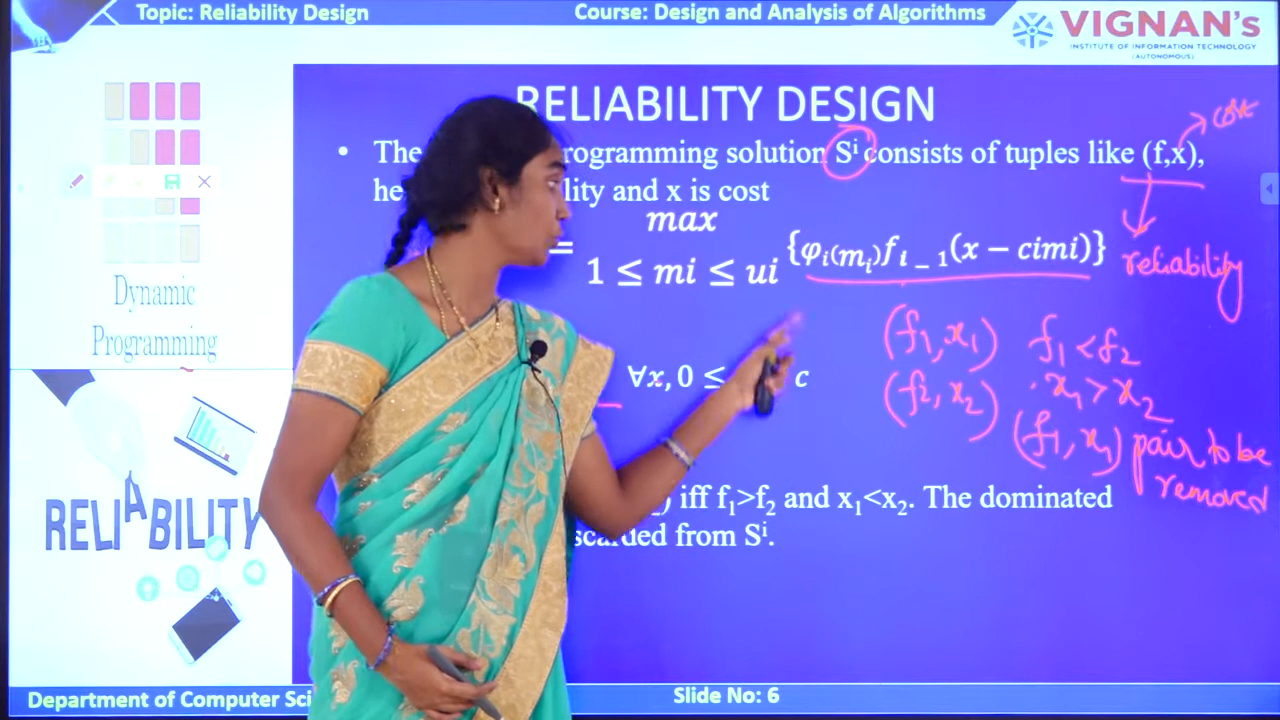 Topic: Reliability Design
Course: Design and Analysis of Algorithms
VIGNAN's
INSTITUTE OF INFORMATION TECHNOLOGY
(AUTONOMOUS)
RELIABILITY DESIGN
cost
• The rogramming solution Sⁱ consists of tuples like (f,x),
he lity and x is cost
= max 1 ≤ mi ≤ ui {φᵢ(mᵢ)fᵢ₋₁(x − cimi)}
reliability
(f₁,x₁) f₁<f₂
∀x, 0 ≤ c
(f₂,x₂) x₁>x₂
(f₁,x₁) pair to be
removed
) iff f₁>f₂ and x₁<x₂. The dominated
scarded from Sⁱ.
Dynamic
Programming
RELIABILITY
Department of Computer Sci
Slide No: 6